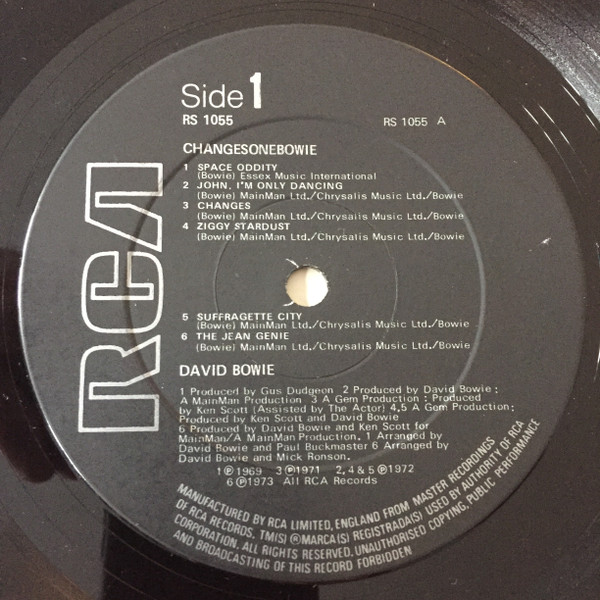 Side 1
RS 1055
RS 1055 A
CHANGESONEBOWIE
1 SPACE ODDITY
(Bowie) Essex Music International
2 JOHN, I'M ONLY DANCING
(Bowie) MainMan Ltd./Chrysalis Music Ltd./Bowie
3 CHANGES
(Bowie) MainMan Ltd./Chrysalis Music Ltd./Bowie
4 ZIGGY STARDUST
(Bowie) MainMan Ltd./Chrysalis Music Ltd./Bowie
RCA
5 SUFFRAGETTE CITY
(Bowie) MainMan Ltd./Chrysalis Music Ltd./Bowie
6 THE JEAN GENIE
(Bowie) MainMan Ltd./Chrysalis Music Ltd./Bowie
DAVID BOWIE
1 Produced by Gus Dudgeon 2 Produced by David Bowie;
A MainMan Production 3 A Gem Production : Produced
by Ken Scott (Assisted by The Actor) 4,5 A Gem Production;
Produced by Ken Scott and David Bowie
6 Produced by David Bowie and Ken Scott for
MainMan/A MainMan Production. 1 Arranged by
David Bowie and Paul Buckmaster 6 Arranged by
David Bowie and Mick Ronson.
1 ℗1969 3 ℗1971 2, 4 & 5 ℗1972
6 ℗1973 All RCA Records
MANUFACTURED BY RCA LIMITED, ENGLAND FROM MASTER RECORDINGS
OF RCA RECORDS. TM(S) ® MARCA(S) REGISTRADA(S) USED BY AUTHORITY OF RCA
CORPORATION. ALL RIGHTS RESERVED. UNAUTHORISED COPYING, PUBLIC PERFORMANCE
AND BROADCASTING OF THIS RECORD FORBIDDEN